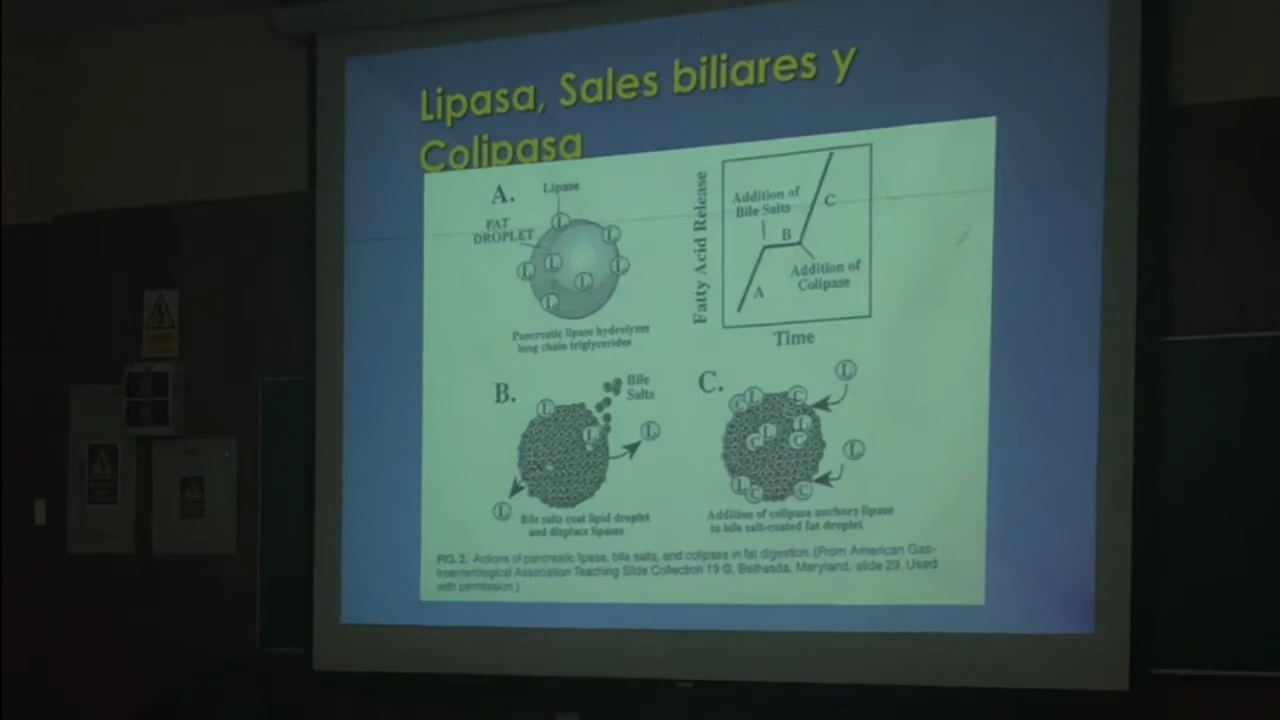 Lipasa, Sales biliares y
Colipasa
A.
Lipase
FAT
DROPLET
L
L
L
L
L
L
L
Pancreatic lipase hydrolyzes
long chain triglycerides
Fatty Acid Release
Addition of
Bile Salts
C
B
A
Addition of
Colipase
Time
B.
Bile
Salts
L
L
L
L
Bile salts coat lipid droplet
and displace lipases
C.
L
L
C
L
C
L
C
L
C
L
L
C
C
Addition of colipase anchors lipase
to bile salt-coated fat droplet
FIG. 2. Actions of pancreatic lipase, bile salts, and colipase in fat digestion. (From American Gas-
troenterological Association Teaching Slide Collection 19 ©, Bethesda, Maryland, slide 29. Used
with permission.)